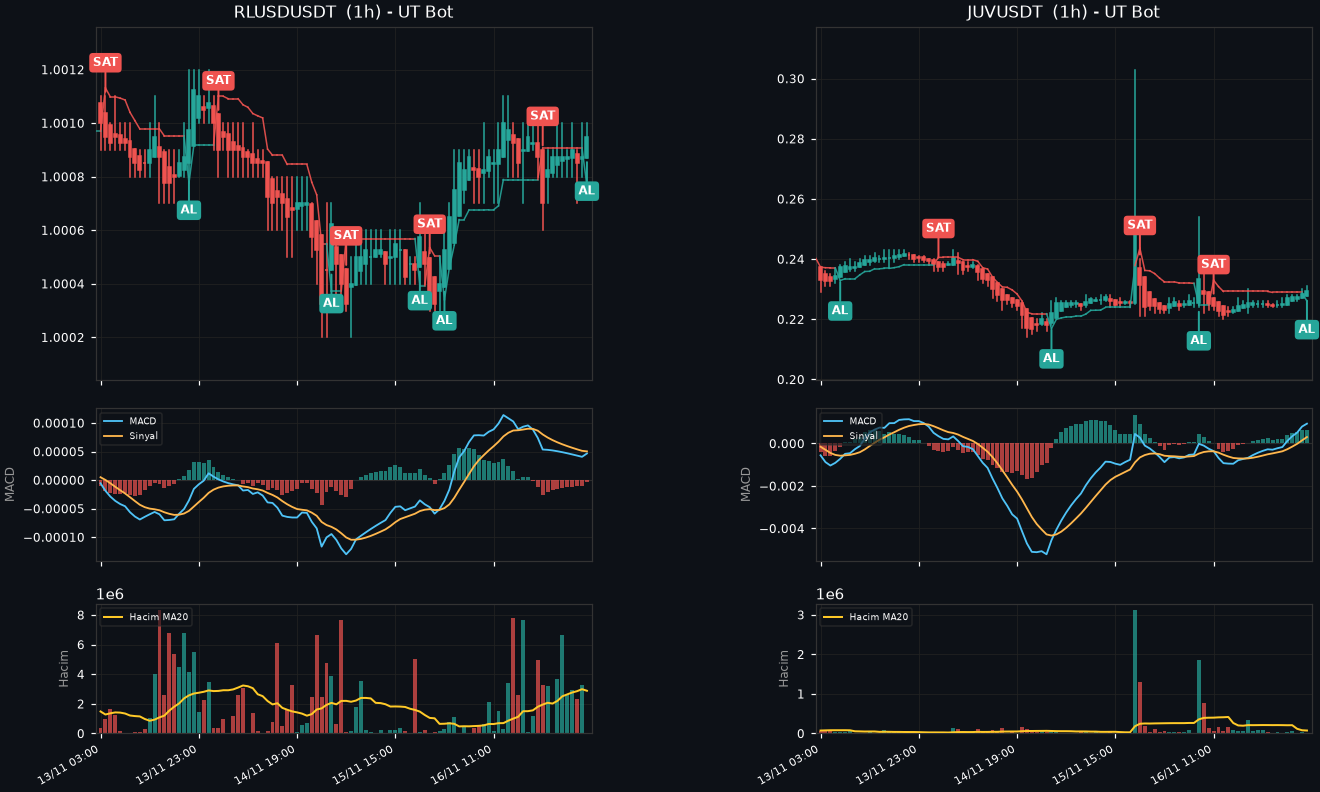 RLUSDUSDT (1h) - UT Bot
1.0012
1.0010
1.0008
1.0006
1.0004
1.0002
SAT
SAT
SAT
SAT
SAT
AL
AL
AL
AL
AL
MACD
Sinyal
0.00010
0.00005
0.00000
−0.00005
−0.00010
MACD
1e6
Hacim MA20
8
6
4
2
0
Hacim
13/11 03:00
13/11 23:00
14/11 19:00
15/11 15:00
16/11 11:00
JUVUSDT (1h) - UT Bot
0.30
0.28
0.26
0.24
0.22
0.20
SAT
SAT
SAT
AL
AL
AL
AL
MACD
Sinyal
0.000
−0.002
−0.004
MACD
1e6
Hacim MA20
3
2
1
0
Hacim
13/11 03:00
13/11 23:00
14/11 19:00
15/11 15:00
16/11 11:00